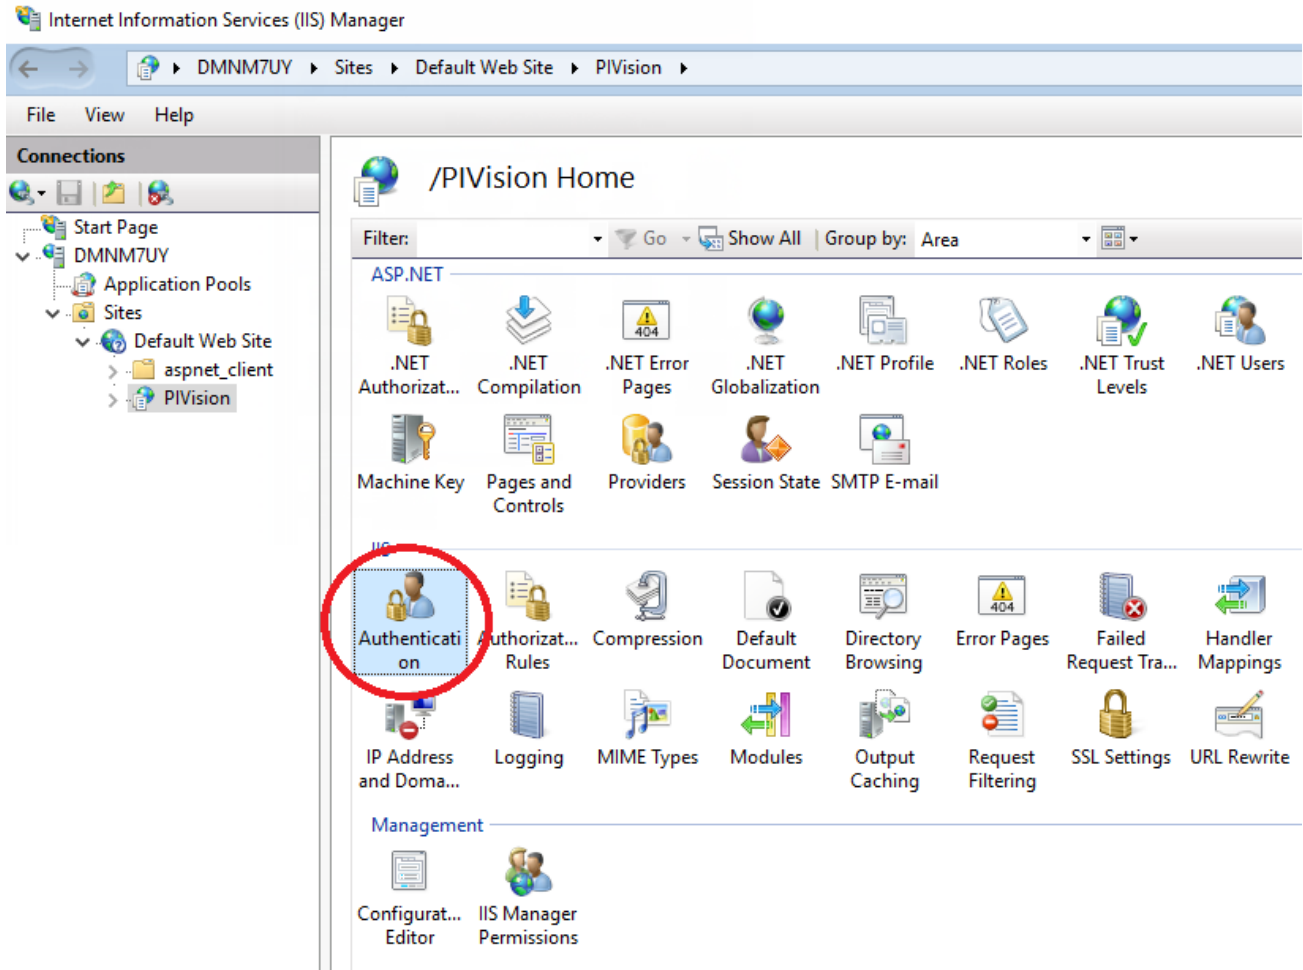 Internet Information Services (IIS) Manager
DMNM7UY Sites Default Web Site PIVision
File View Help
Connections
Start Page
DMNM7UY
Application Pools
Sites
Default Web Site
aspnet_client
PIVision
/PIVision Home
Filter: Go Show All Group by: Area
ASP.NET
.NET Authorizat...
.NET Compilation
.NET Error Pages
404
.NET Globalization
.NET Profile
.NET Roles
.NET Trust Levels
.NET Users
Machine Key
Pages and Controls
Providers
Session State
SMTP E-mail
IIS
Authenticati on
Authorizat... Rules
Compression
Default Document
Directory Browsing
404
Error Pages
Failed Request Tra...
Handler Mappings
IP Address and Doma...
Logging
MIME Types
Modules
Output Caching
Request Filtering
SSL Settings
URL Rewrite
Management
Configurat... Editor
IIS Manager Permissions